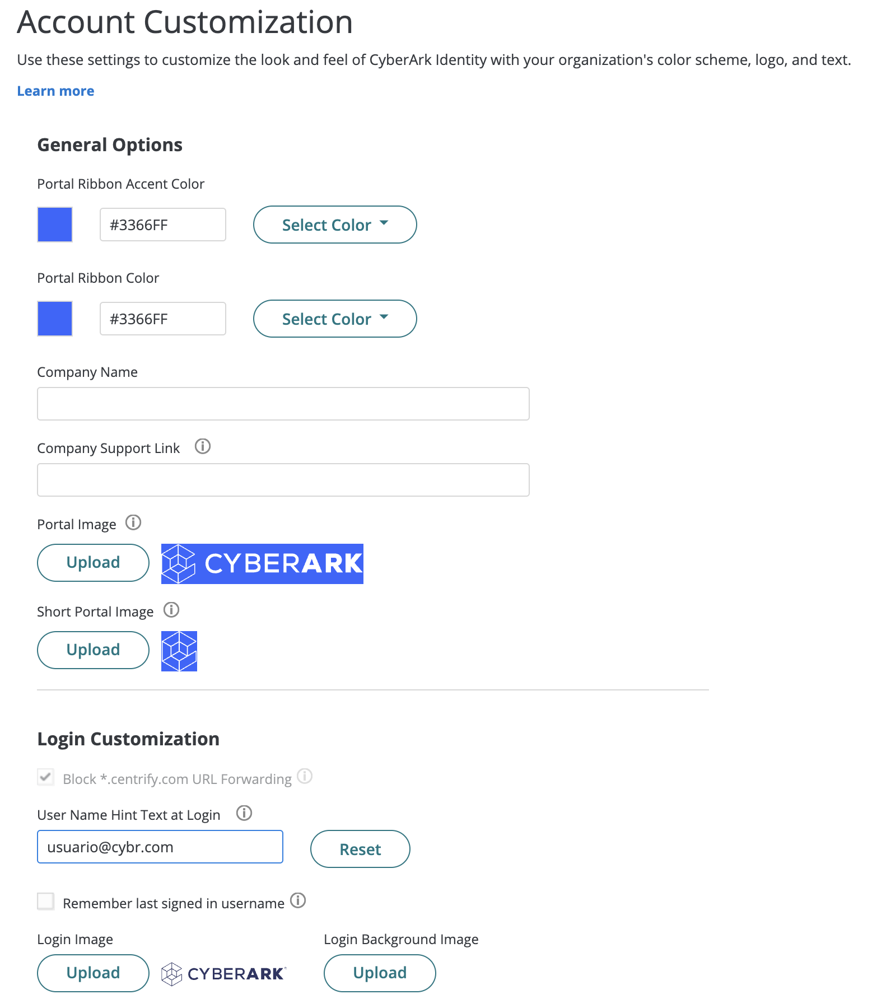 Account Customization
Use these settings to customize the look and feel of CyberArk Identity with your organization's color scheme, logo, and text.
Learn more
General Options
Portal Ribbon Accent Color
#3366FF
Select Color
Portal Ribbon Color
#3366FF
Select Color
Company Name
Company Support Link
Portal Image
Upload
CYBERARK
Short Portal Image
Upload
Login Customization
Block *.centrify.com URL Forwarding
User Name Hint Text at Login
usuario@cybr.com
Reset
Remember last signed in username
Login Image
Login Background Image
Upload
CYBERARK
Upload